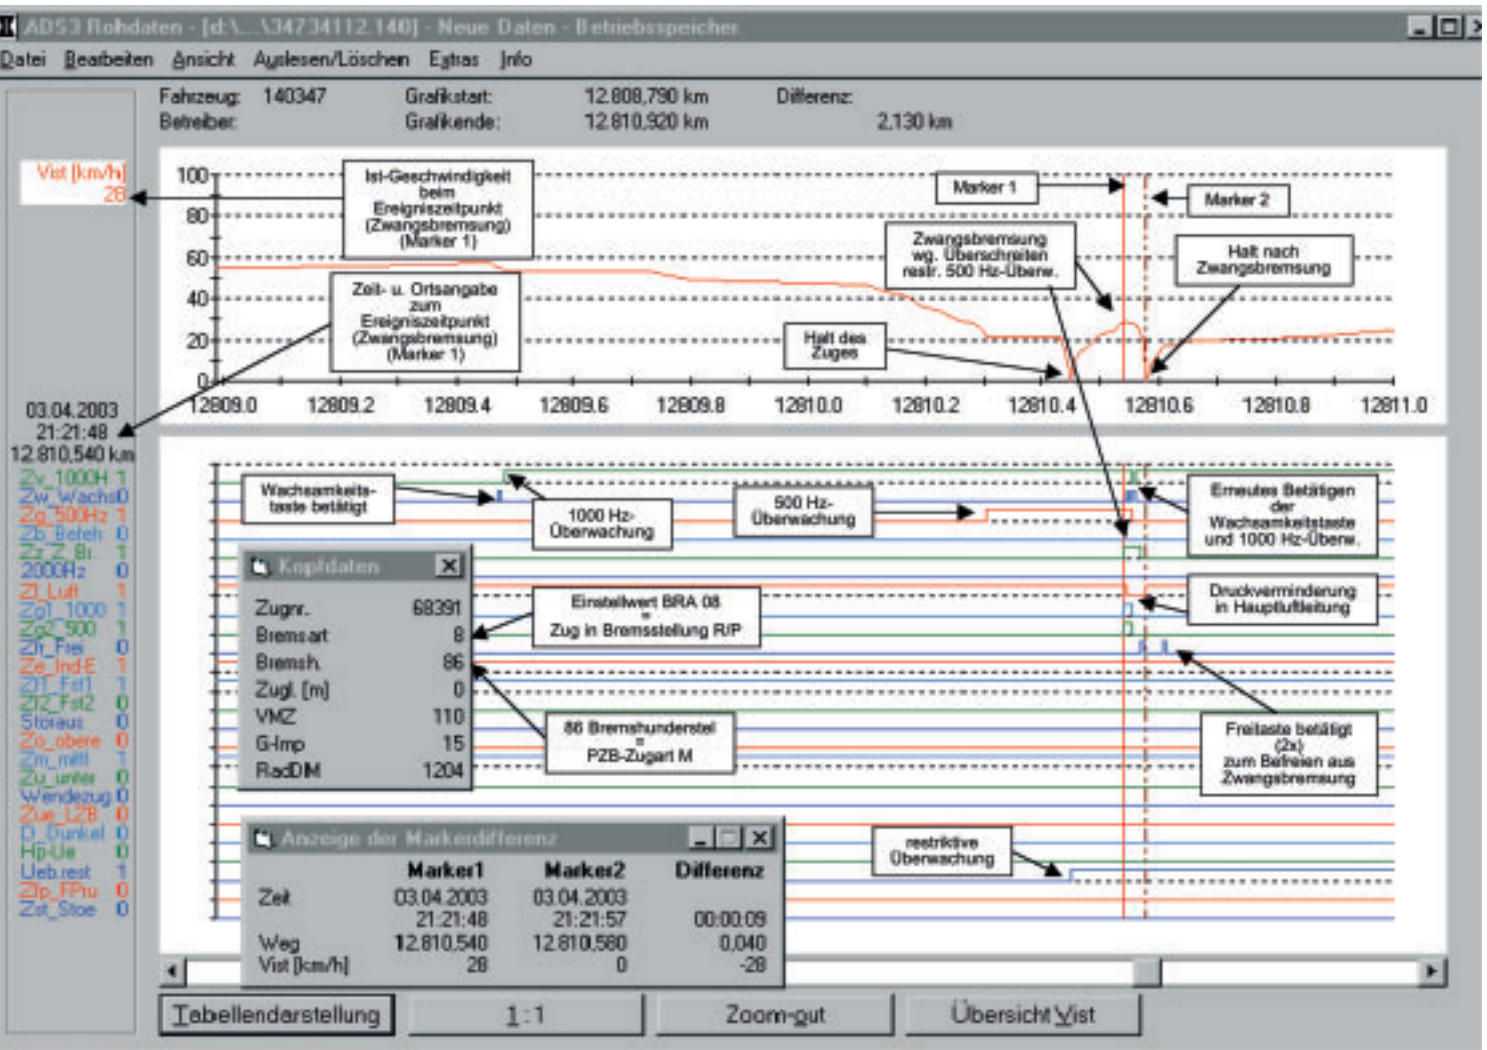 AD53 Rohdaten - [d:\...\34734112.140] - Neue Daten - Betriebsspeicher
Datei Bearbeiten Ansicht Auslesen/Löschen Extras Info
Fahrzeug: 140347 Grafikstart: 12.808,790 km Differenz:
Betreiber: Grafikende: 12.810,920 km 2,130 km
Vist [km/h]
28
03.04.2003
21:21:48
12.810,540 km
Zv_1000H 1
Zw_Wachs 0
Zg_500Hz 1
Zb_Befeh 0
Zz_Z_Br. 1
2000Hz 0
Zl_Luft 1
Zg1_1000 1
Zg2_500 1
Zfr_Frei 0
Ze_Ind-E 1
Zf1_Fst1 1
Zf2_Fst2 0
Störaus 0
Zo_obere 0
Zm_mittl 1
Zu_unter 0
Wendezug 0
Zue_LZB 0
D_Dunkel 0
Hp-Ue 0
Ueb.rest 1
Zfp_FPru 0
Zst_Stoe 0
100
80
60
40
20
0
12809.0 12809.2 12809.4 12809.6 12809.8 12810.0 12810.2 12810.4 12810.6 12810.8 12811.0
Ist-Geschwindigkeit
beim
Ereigniszeitpunkt
(Zwangsbremsung)
(Marker 1)
Zeit- u. Ortsangabe
zum
Ereigniszeitpunkt
(Zwangsbremsung)
(Marker 1)
Marker 1
Marker 2
Zwangsbremsung
wg. Überschreiten
restr. 500 Hz-Überw.
Halt nach
Zwangsbremsung
Halt des
Zuges
Wachsamkeits-
taste betätigt
1000 Hz-
Überwachung
500 Hz-
Überwachung
Erneutes Betätigen
der
Wachsamkeitstaste
und 1000 Hz-Überw.
Druckverminderung
in Hauptluftleitung
Einstellwert BRA 08
=
Zug in Bremsstellung R/P
86 Bremshunderstel
=
PZB-Zugart M
Freitaste betätigt
(2x)
zum Befreien aus
Zwangsbremsung
restriktive
Überwachung
Kopfdaten
Zugnr. 68391
Bremsart 8
Bremsh. 86
Zugl. [m] 0
VMZ 110
G-Imp 15
RadDM 1204
Anzeige der Markerdifferenz
Marker1 Marker2 Differenz
Zeit 03.04.2003 03.04.2003
21:21:48 21:21:57 00:00:09
Weg 12.810,540 12.810,580 0,040
Vist [km/h] 28 0 -28
Tabellendarstellung 1:1 Zoom-out Übersicht Vist